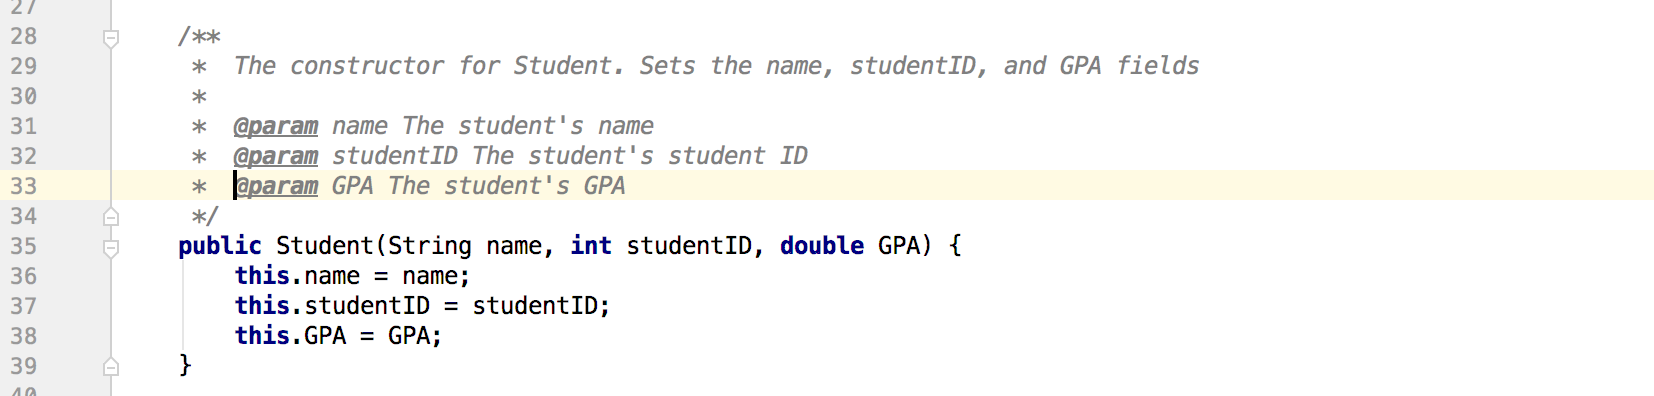 27
28 /**
29 * The constructor for Student. Sets the name, studentID, and GPA fields
30 *
31 * @param name The student's name
32 * @param studentID The student's student ID
33 * @param GPA The student's GPA
34 */
35 public Student(String name, int studentID, double GPA) {
36 this.name = name;
37 this.studentID = studentID;
38 this.GPA = GPA;
39 }
40